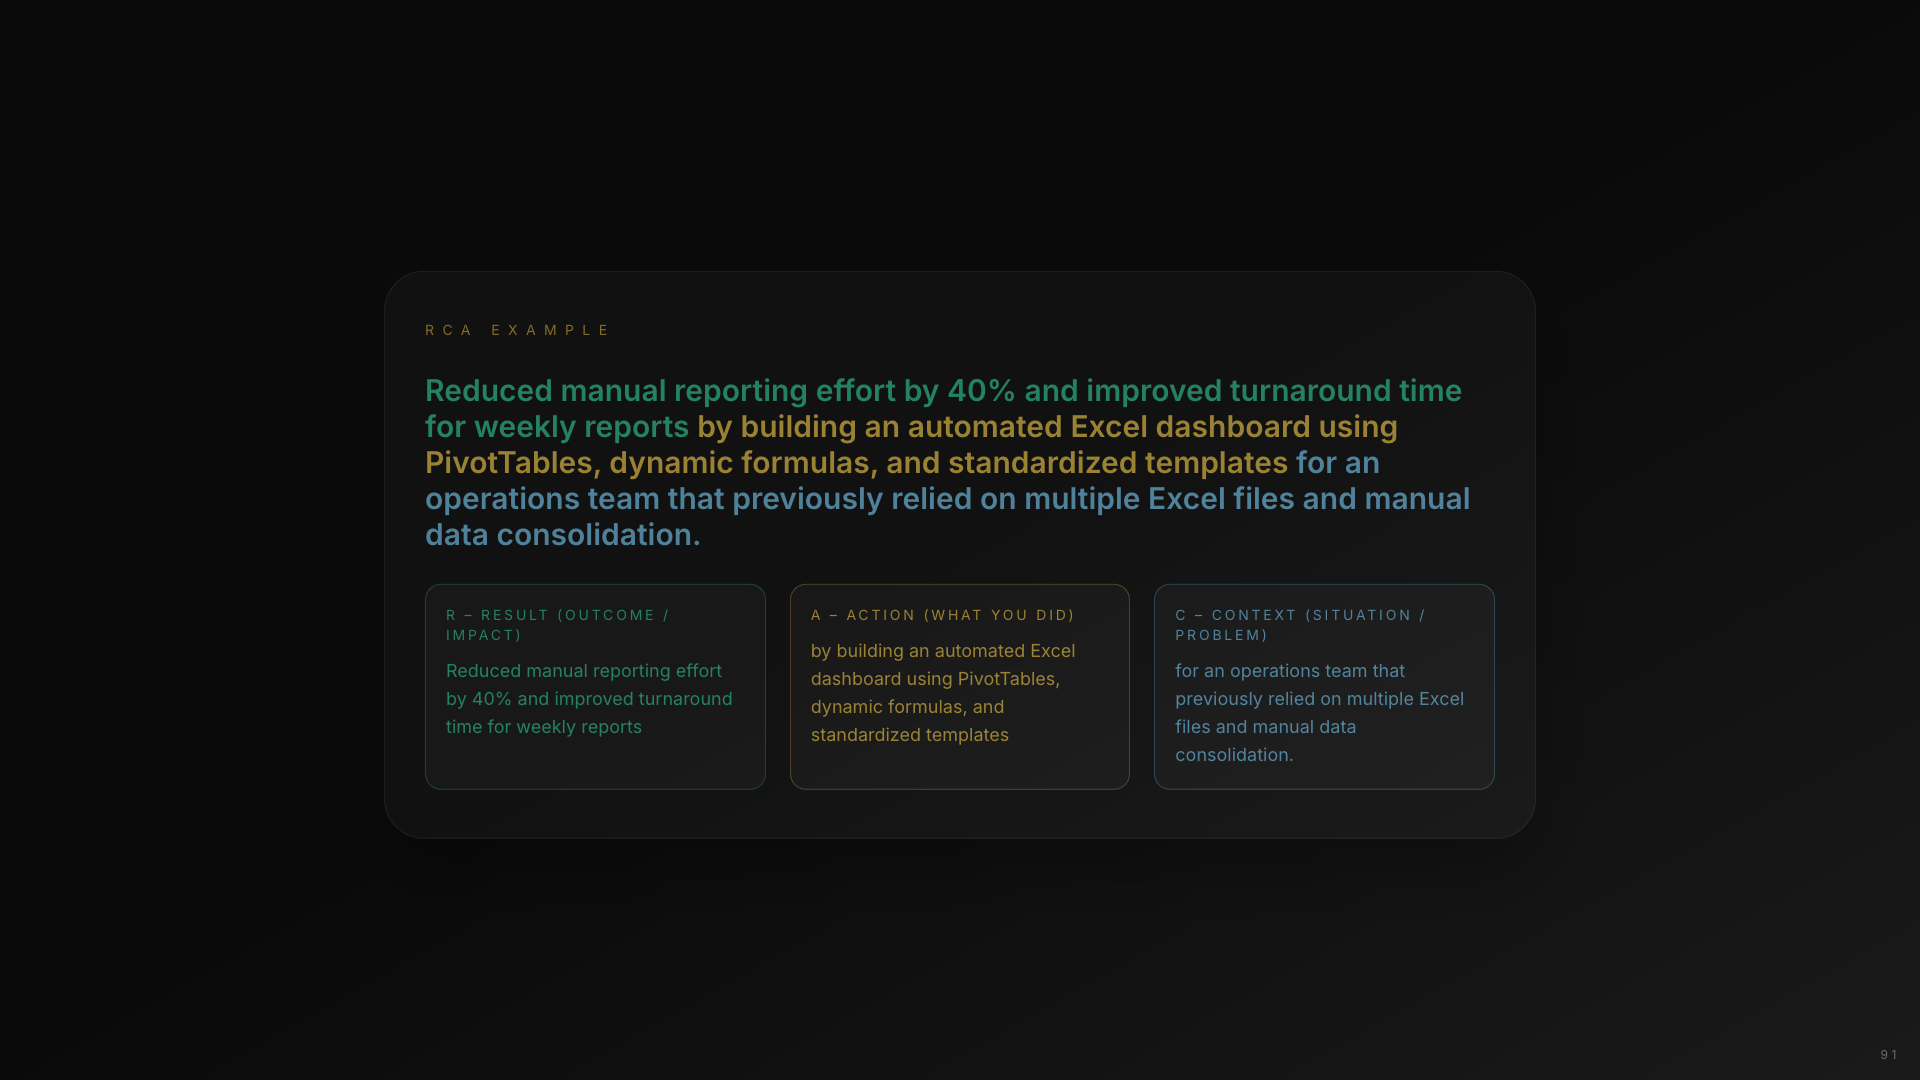 RCA EXAMPLE
Reduced manual reporting effort by 40% and improved turnaround time
for weekly reports by building an automated Excel dashboard using
PivotTables, dynamic formulas, and standardized templates for an
operations team that previously relied on multiple Excel files and manual
data consolidation.
R – RESULT (OUTCOME /
IMPACT)
Reduced manual reporting effort
by 40% and improved turnaround
time for weekly reports
A – ACTION (WHAT YOU DID)
by building an automated Excel
dashboard using PivotTables,
dynamic formulas, and
standardized templates
C – CONTEXT (SITUATION /
PROBLEM)
for an operations team that
previously relied on multiple Excel
files and manual data
consolidation.
91